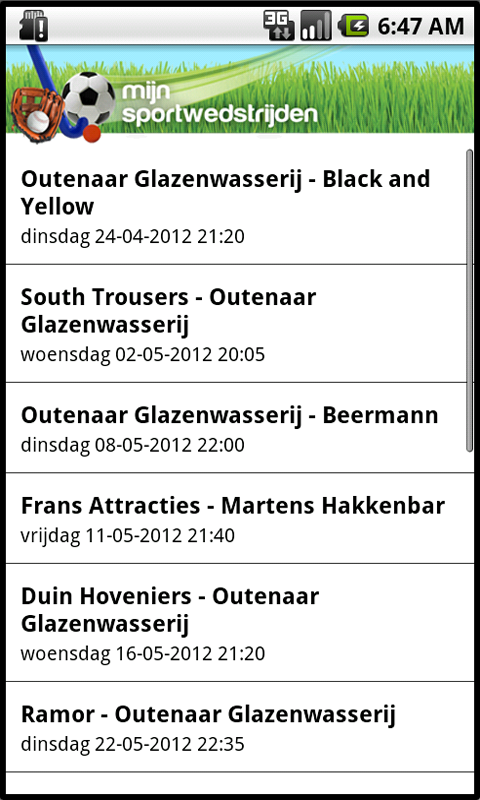 3G 6:47 AM
mijn
sportwedstrijden
Outenaar Glazenwasserij - Black and
Yellow
dinsdag 24-04-2012 21:20
South Trousers - Outenaar
Glazenwasserij
woensdag 02-05-2012 20:05
Outenaar Glazenwasserij - Beermann
dinsdag 08-05-2012 22:00
Frans Attracties - Martens Hakkenbar
vrijdag 11-05-2012 21:40
Duin Hoveniers - Outenaar
Glazenwasserij
woensdag 16-05-2012 21:20
Ramor - Outenaar Glazenwasserij
dinsdag 22-05-2012 22:35